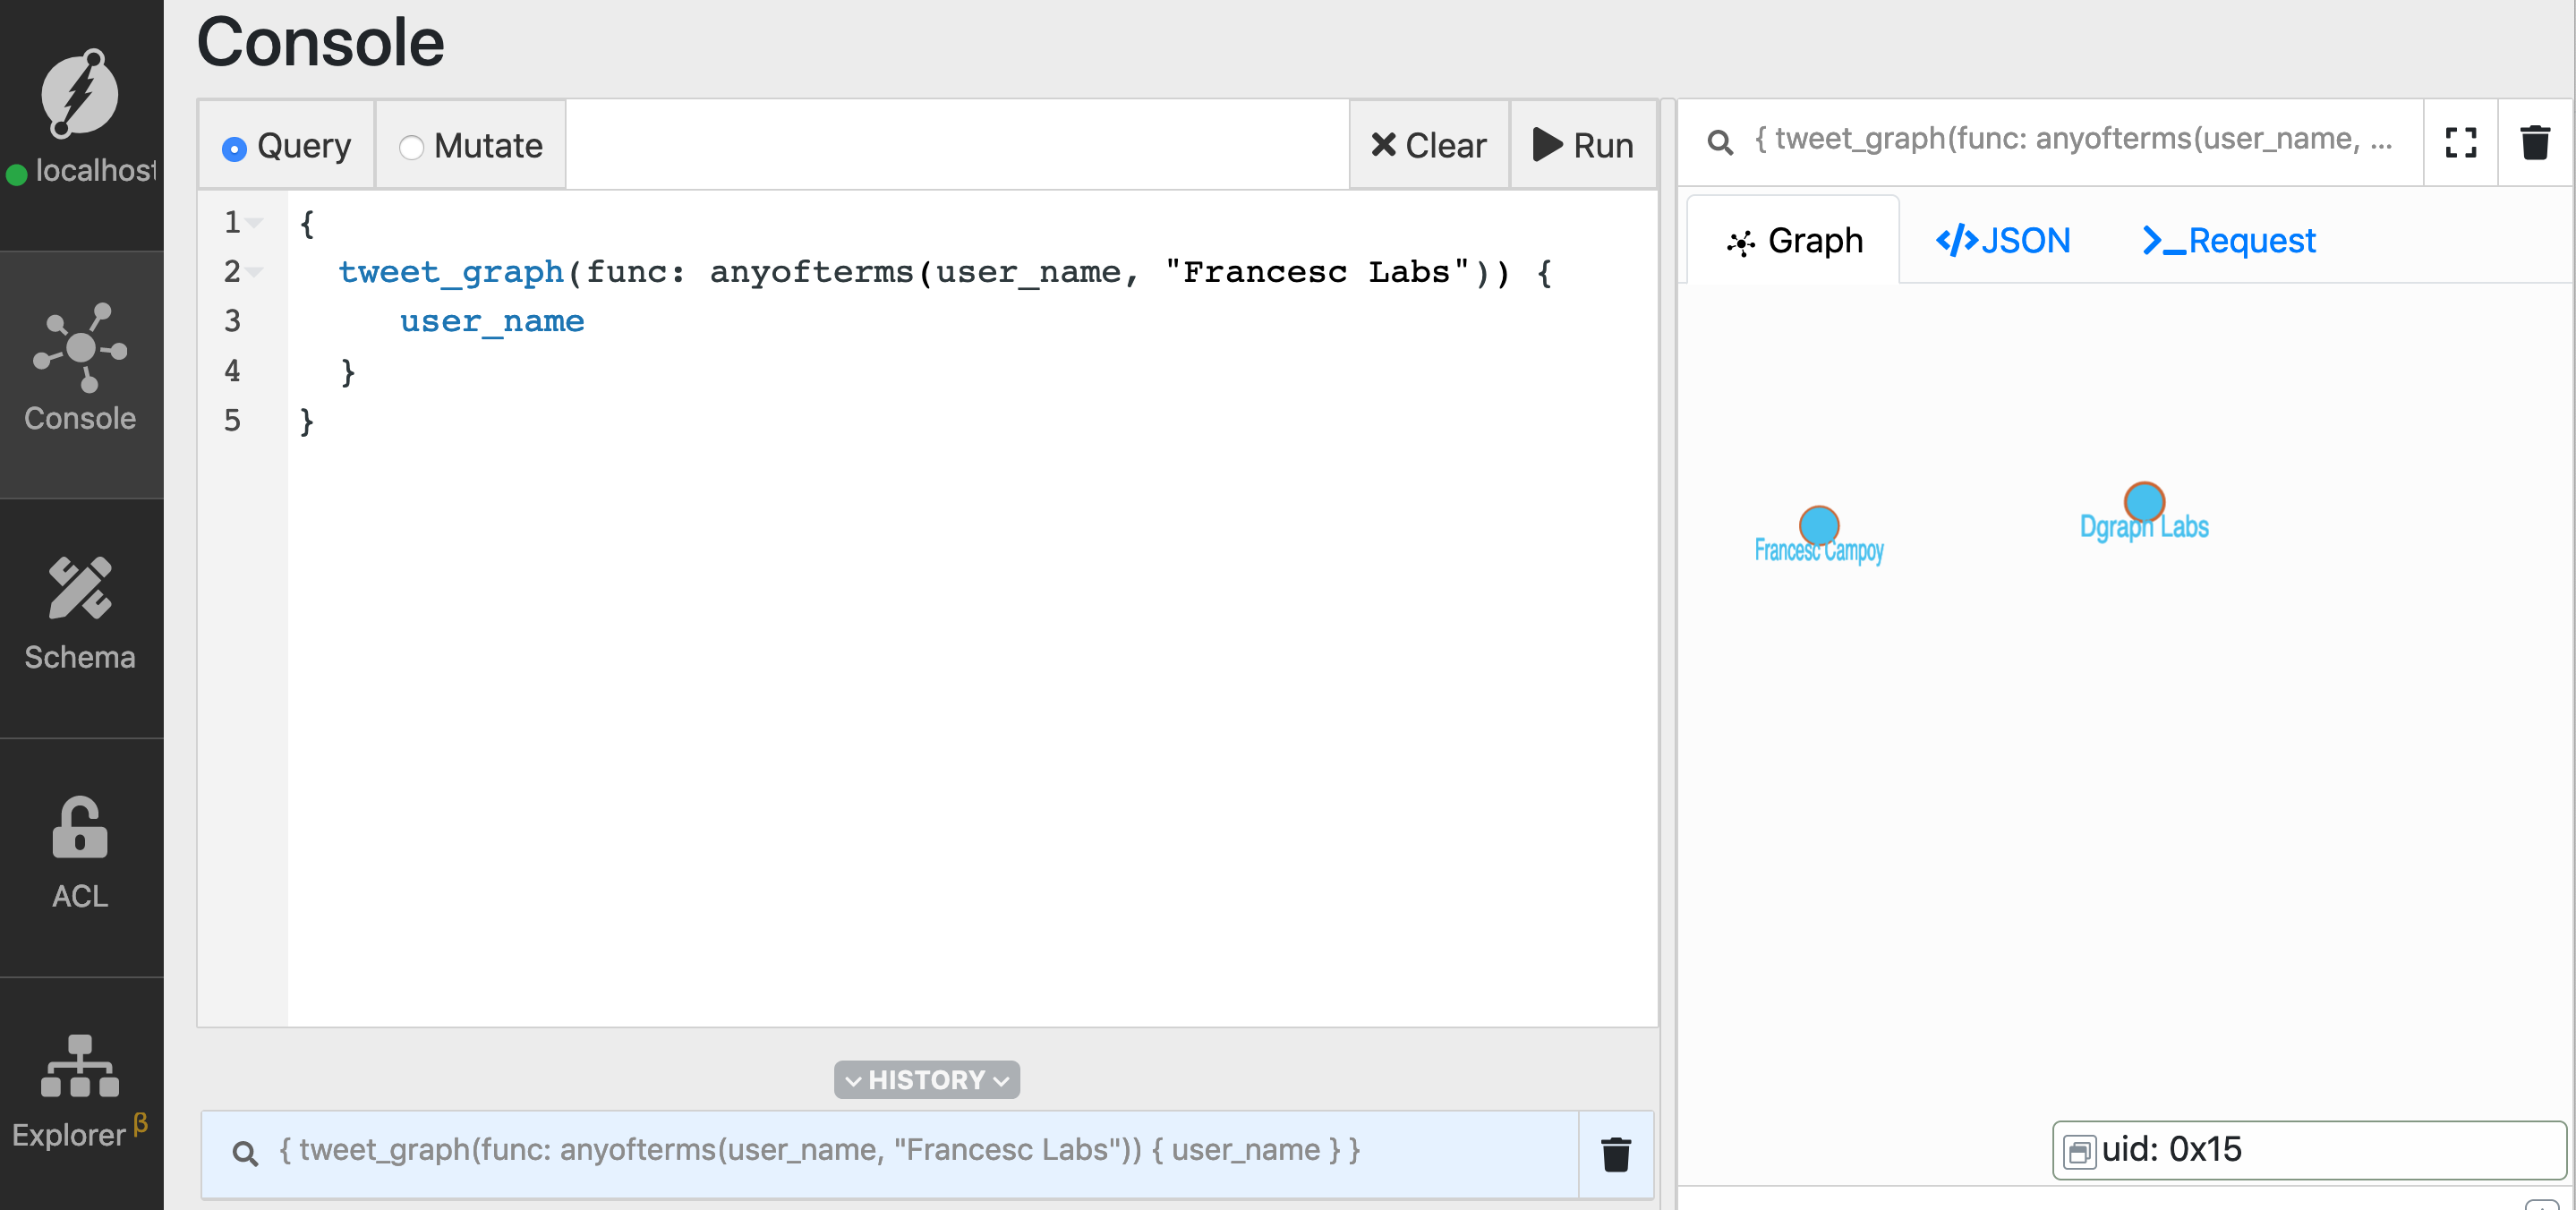 Console
localhost
Query
Mutate
Clear
Run
1 {
2 tweet_graph(func: anyofterms(user_name, "Francesc Labs")) {
3 user_name
4 }
5 }
Console
Schema
ACL
Explorer β
HISTORY
{ tweet_graph(func: anyofterms(user_name, "Francesc Labs")) { user_name } }
{ tweet_graph(func: anyofterms(user_name, ...
Graph
</>JSON
>_Request
Francesc Campoy
Dgraph Labs
uid: 0x15